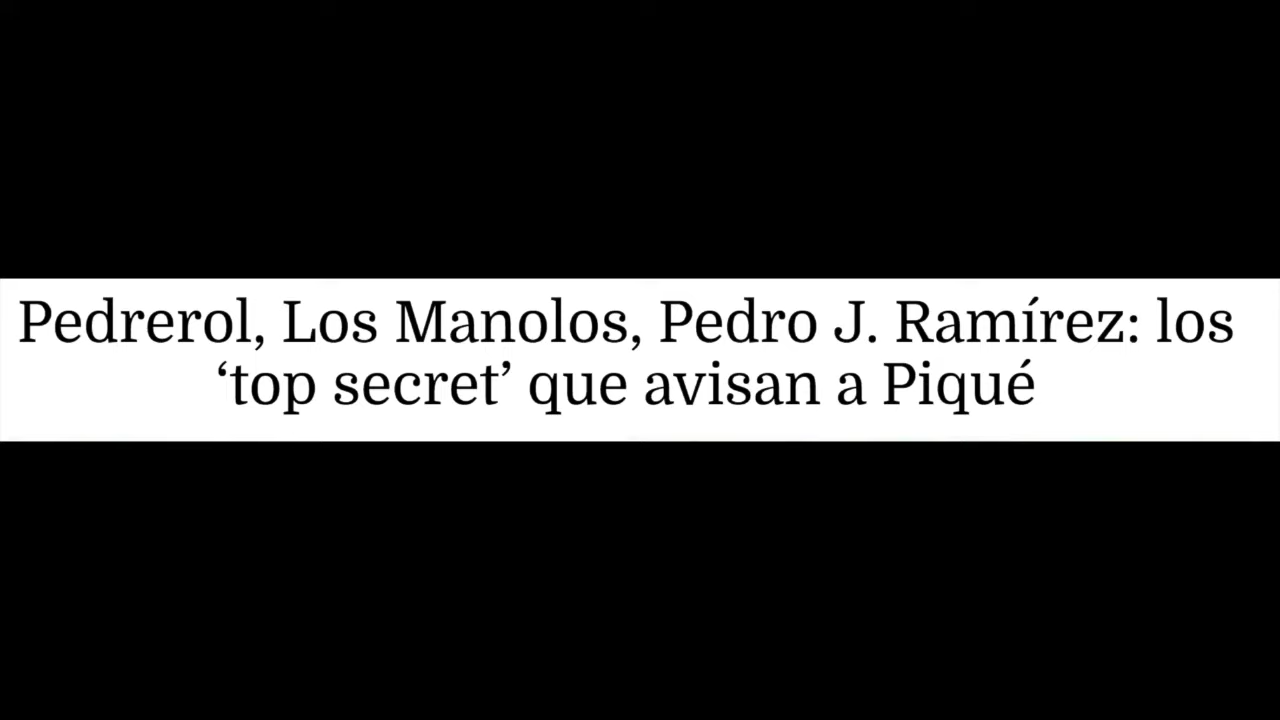 Pedrerol, Los Manolos, Pedro J. Ramírez: los
‘top secret’ que avisan a Piqué